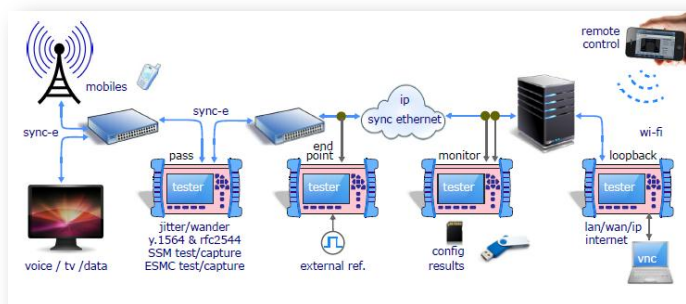 remote
control
mobiles
sync-e
sync-e
ip
sync ethernet
wi-fi
pass
end
point
monitor
loopback
tester
tester
tester
tester
jitter/wander
y.1564 & rfc2544
SSM test/capture
ESMC test/capture
voice / tv /data
external ref.
config
results
lan/wan/ip
internet
vnc